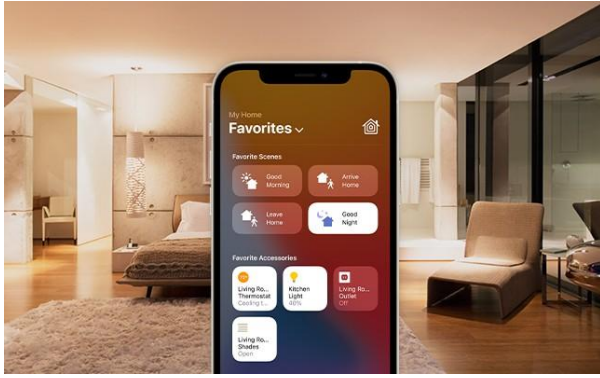 My Home
Favorites
Favorite Scenes
Good
Morning
Arrive
Home
Leave
Home
Good
Night
Favorite Accessories
Living Ro...
Thermostat
Cooling t...
Kitchen
Light
40%
Living Ro...
Outlet
Off
Living Ro...
Shades
Open